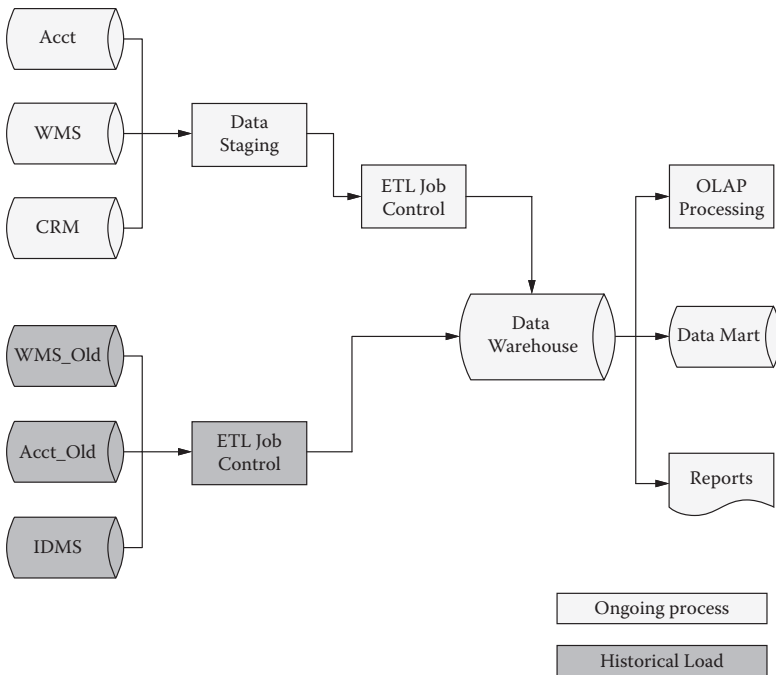 Acct
WMS
CRM
Data
Staging
ETL Job
Control
OLAP
Processing
Data
Warehouse
Data Mart
Reports
WMS_Old
Acct_Old
IDMS
ETL Job
Control
Ongoing process
Historical Load